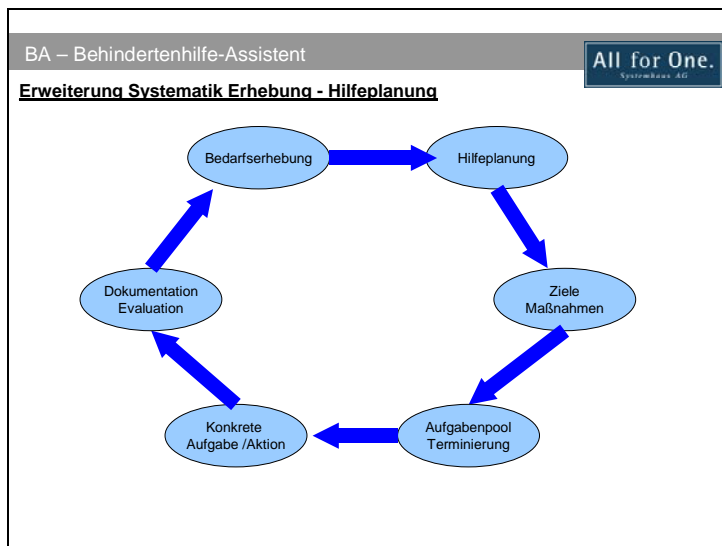 BA – Behindertenhilfe-Assistent
All for One.
Systemhaus AG
Erweiterung Systematik Erhebung - Hilfeplanung
Bedarfserhebung
Hilfeplanung
Dokumentation
Evaluation
Ziele
Maßnahmen
Konkrete
Aufgabe /Aktion
Aufgabenpool
Terminierung